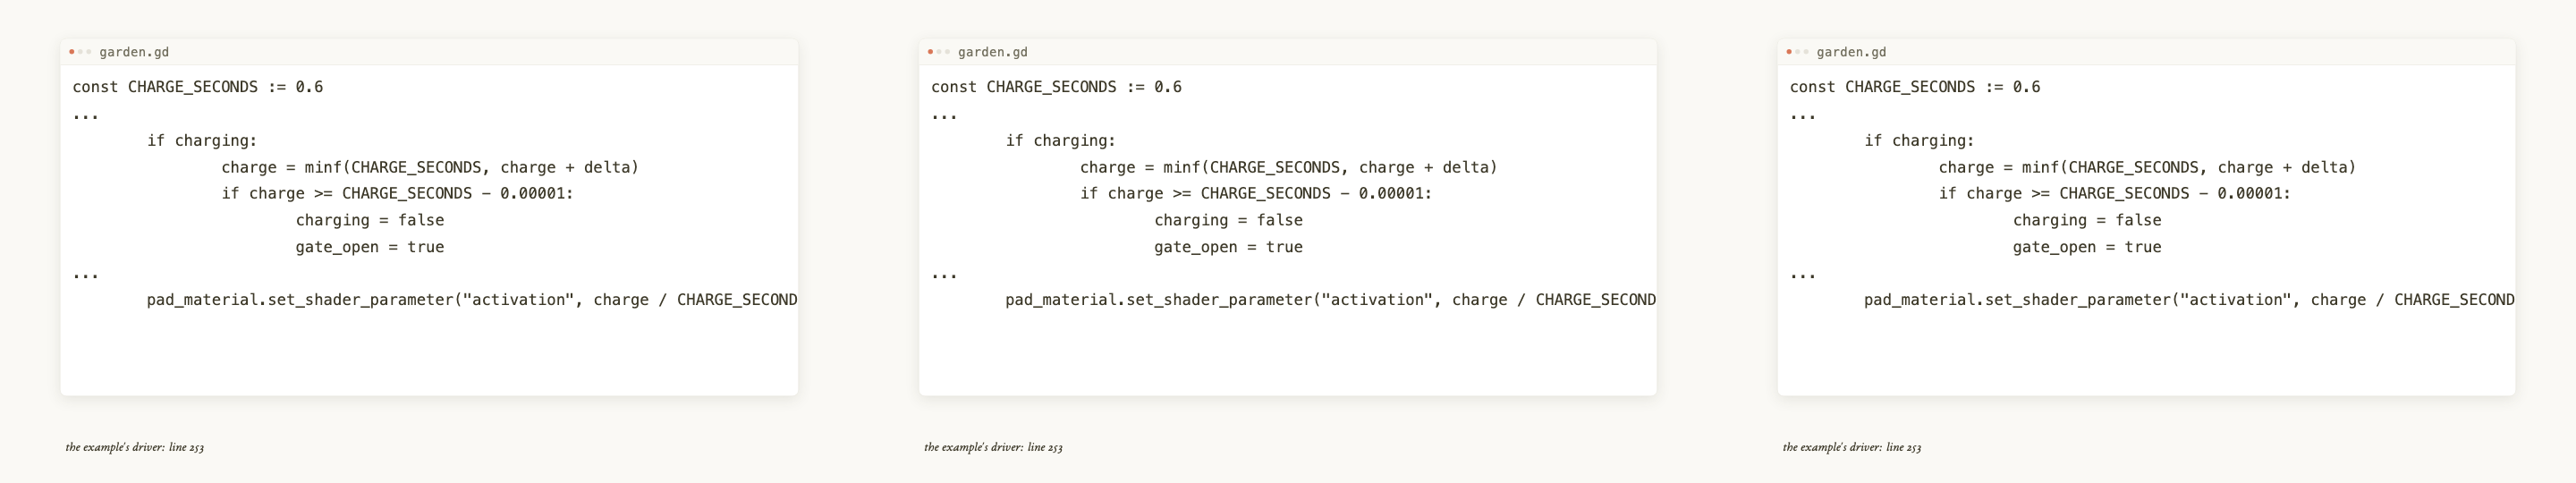 garden.gd
const CHARGE_SECONDS := 0.6
...
if charging:
charge = minf(CHARGE_SECONDS, charge + delta)
if charge >= CHARGE_SECONDS - 0.00001:
charging = false
gate_open = true
...
pad_material.set_shader_parameter("activation", charge / CHARGE_SECOND
the example's driver: line 253
garden.gd
const CHARGE_SECONDS := 0.6
...
if charging:
charge = minf(CHARGE_SECONDS, charge + delta)
if charge >= CHARGE_SECONDS - 0.00001:
charging = false
gate_open = true
...
pad_material.set_shader_parameter("activation", charge / CHARGE_SECOND
the example's driver: line 253
garden.gd
const CHARGE_SECONDS := 0.6
...
if charging:
charge = minf(CHARGE_SECONDS, charge + delta)
if charge >= CHARGE_SECONDS - 0.00001:
charging = false
gate_open = true
...
pad_material.set_shader_parameter("activation", charge / CHARGE_SECOND
the example's driver: line 253